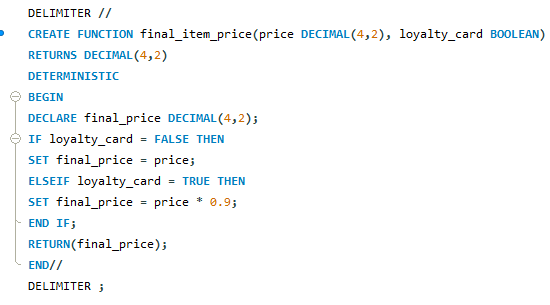 DELIMITER //
CREATE FUNCTION final_item_price(price DECIMAL(4,2), loyalty_card BOOLEAN)
RETURNS DECIMAL(4,2)
DETERMINISTIC
BEGIN
DECLARE final_price DECIMAL(4,2);
IF loyalty_card = FALSE THEN
SET final_price = price;
ELSEIF loyalty_card = TRUE THEN
SET final_price = price * 0.9;
END IF;
RETURN(final_price);
END//
DELIMITER ;